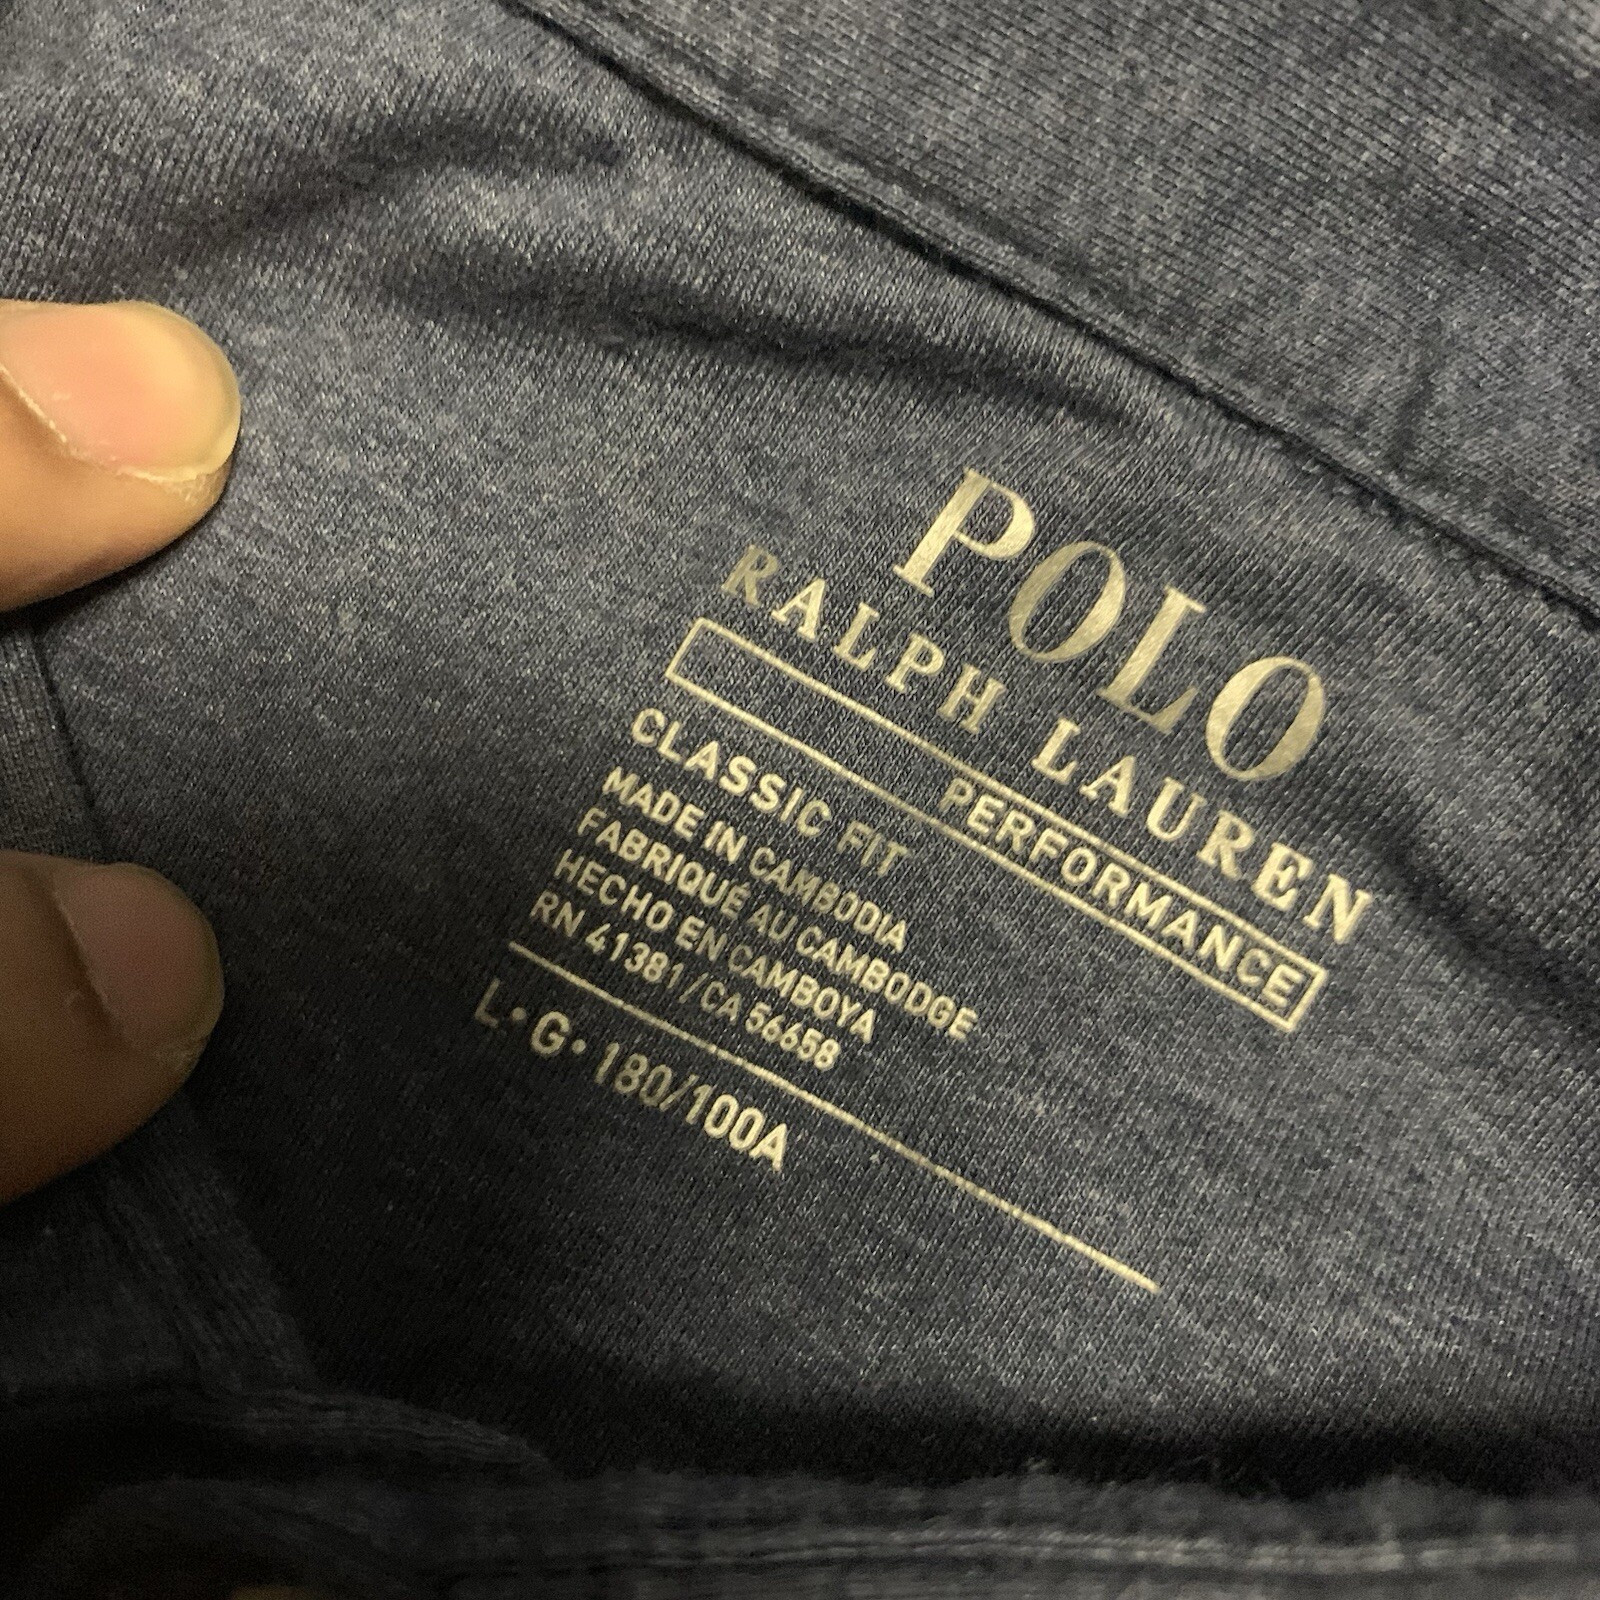 POLO
RALPH LAUREN
PERFORMANCE
CLASSIC FIT
MADE IN CAMBODIA
FABRIQUÉ AU CAMBODGE
HECHO EN CAMBOYA
RN 41381/CA 56658
L•G•180/100A